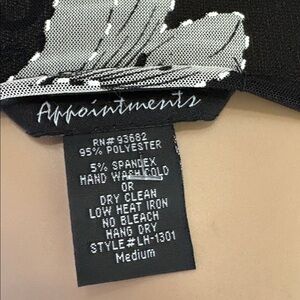 Appointments
RN# 93682
95% POLYESTER
5% SPANDEX
HAND WASH COLD
OR
DRY CLEAN
LOW HEAT IRON
NO BLEACH
HANG DRY
STYLE#LH-1301
Medium